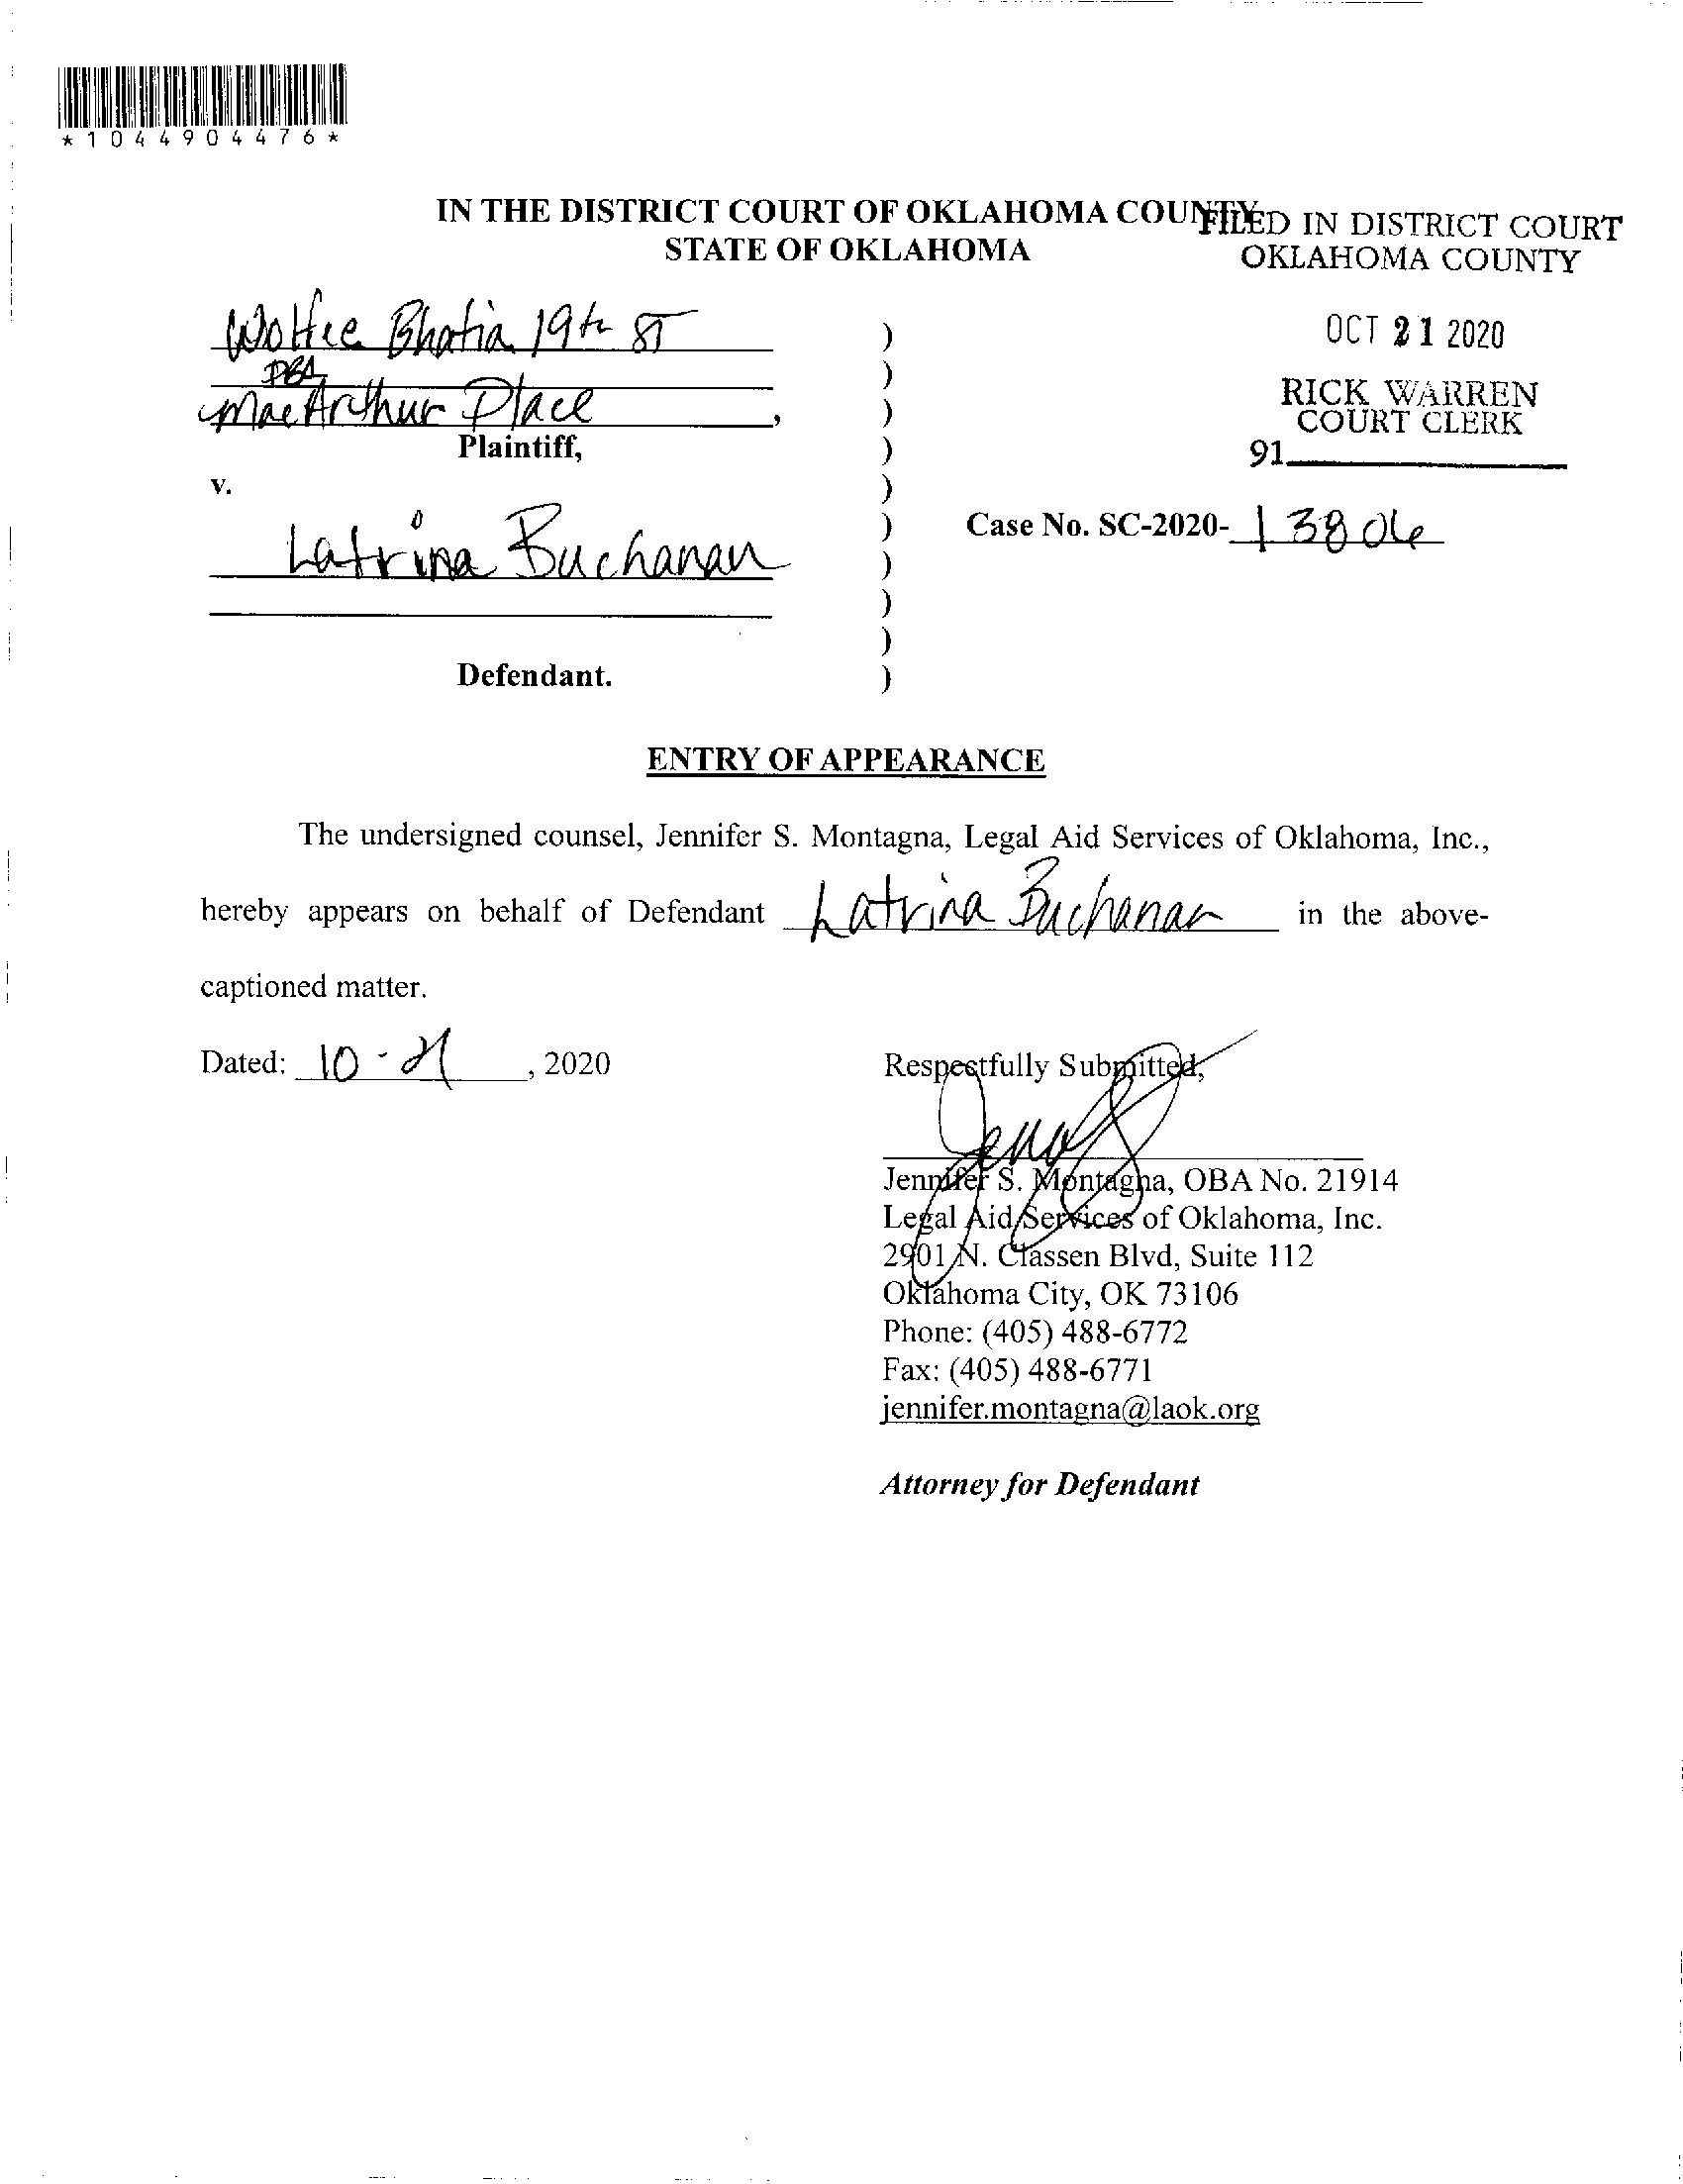 *1044904476*
IN THE DISTRICT COURT OF OKLAHOMA COUNTY
STATE OF OKLAHOMA
FILED IN DISTRICT COURT
OKLAHOMA COUNTY
OCT 21 2020
RICK WARREN
COURT CLERK
91
Bhatia 19th ST
DBA
MacArthur Place,
Plaintiff,
v.
Case No. SC-2020-13806
Latrina Buchanan
Defendant.
ENTRY OF APPEARANCE
The undersigned counsel, Jennifer S. Montagna, Legal Aid Services of Oklahoma, Inc.,
hereby appears on behalf of Defendant Latrina Buchanan in the above-
captioned matter.
Dated: 10-21, 2020
Respectfully Submitted,
Jennifer S. Montagna, OBA No. 21914
Legal Aid Services of Oklahoma, Inc.
2901 N. Classen Blvd, Suite 112
Oklahoma City, OK 73106
Phone: (405) 488-6772
Fax: (405) 488-6771
jennifer.montagna@laok.org
Attorney for Defendant